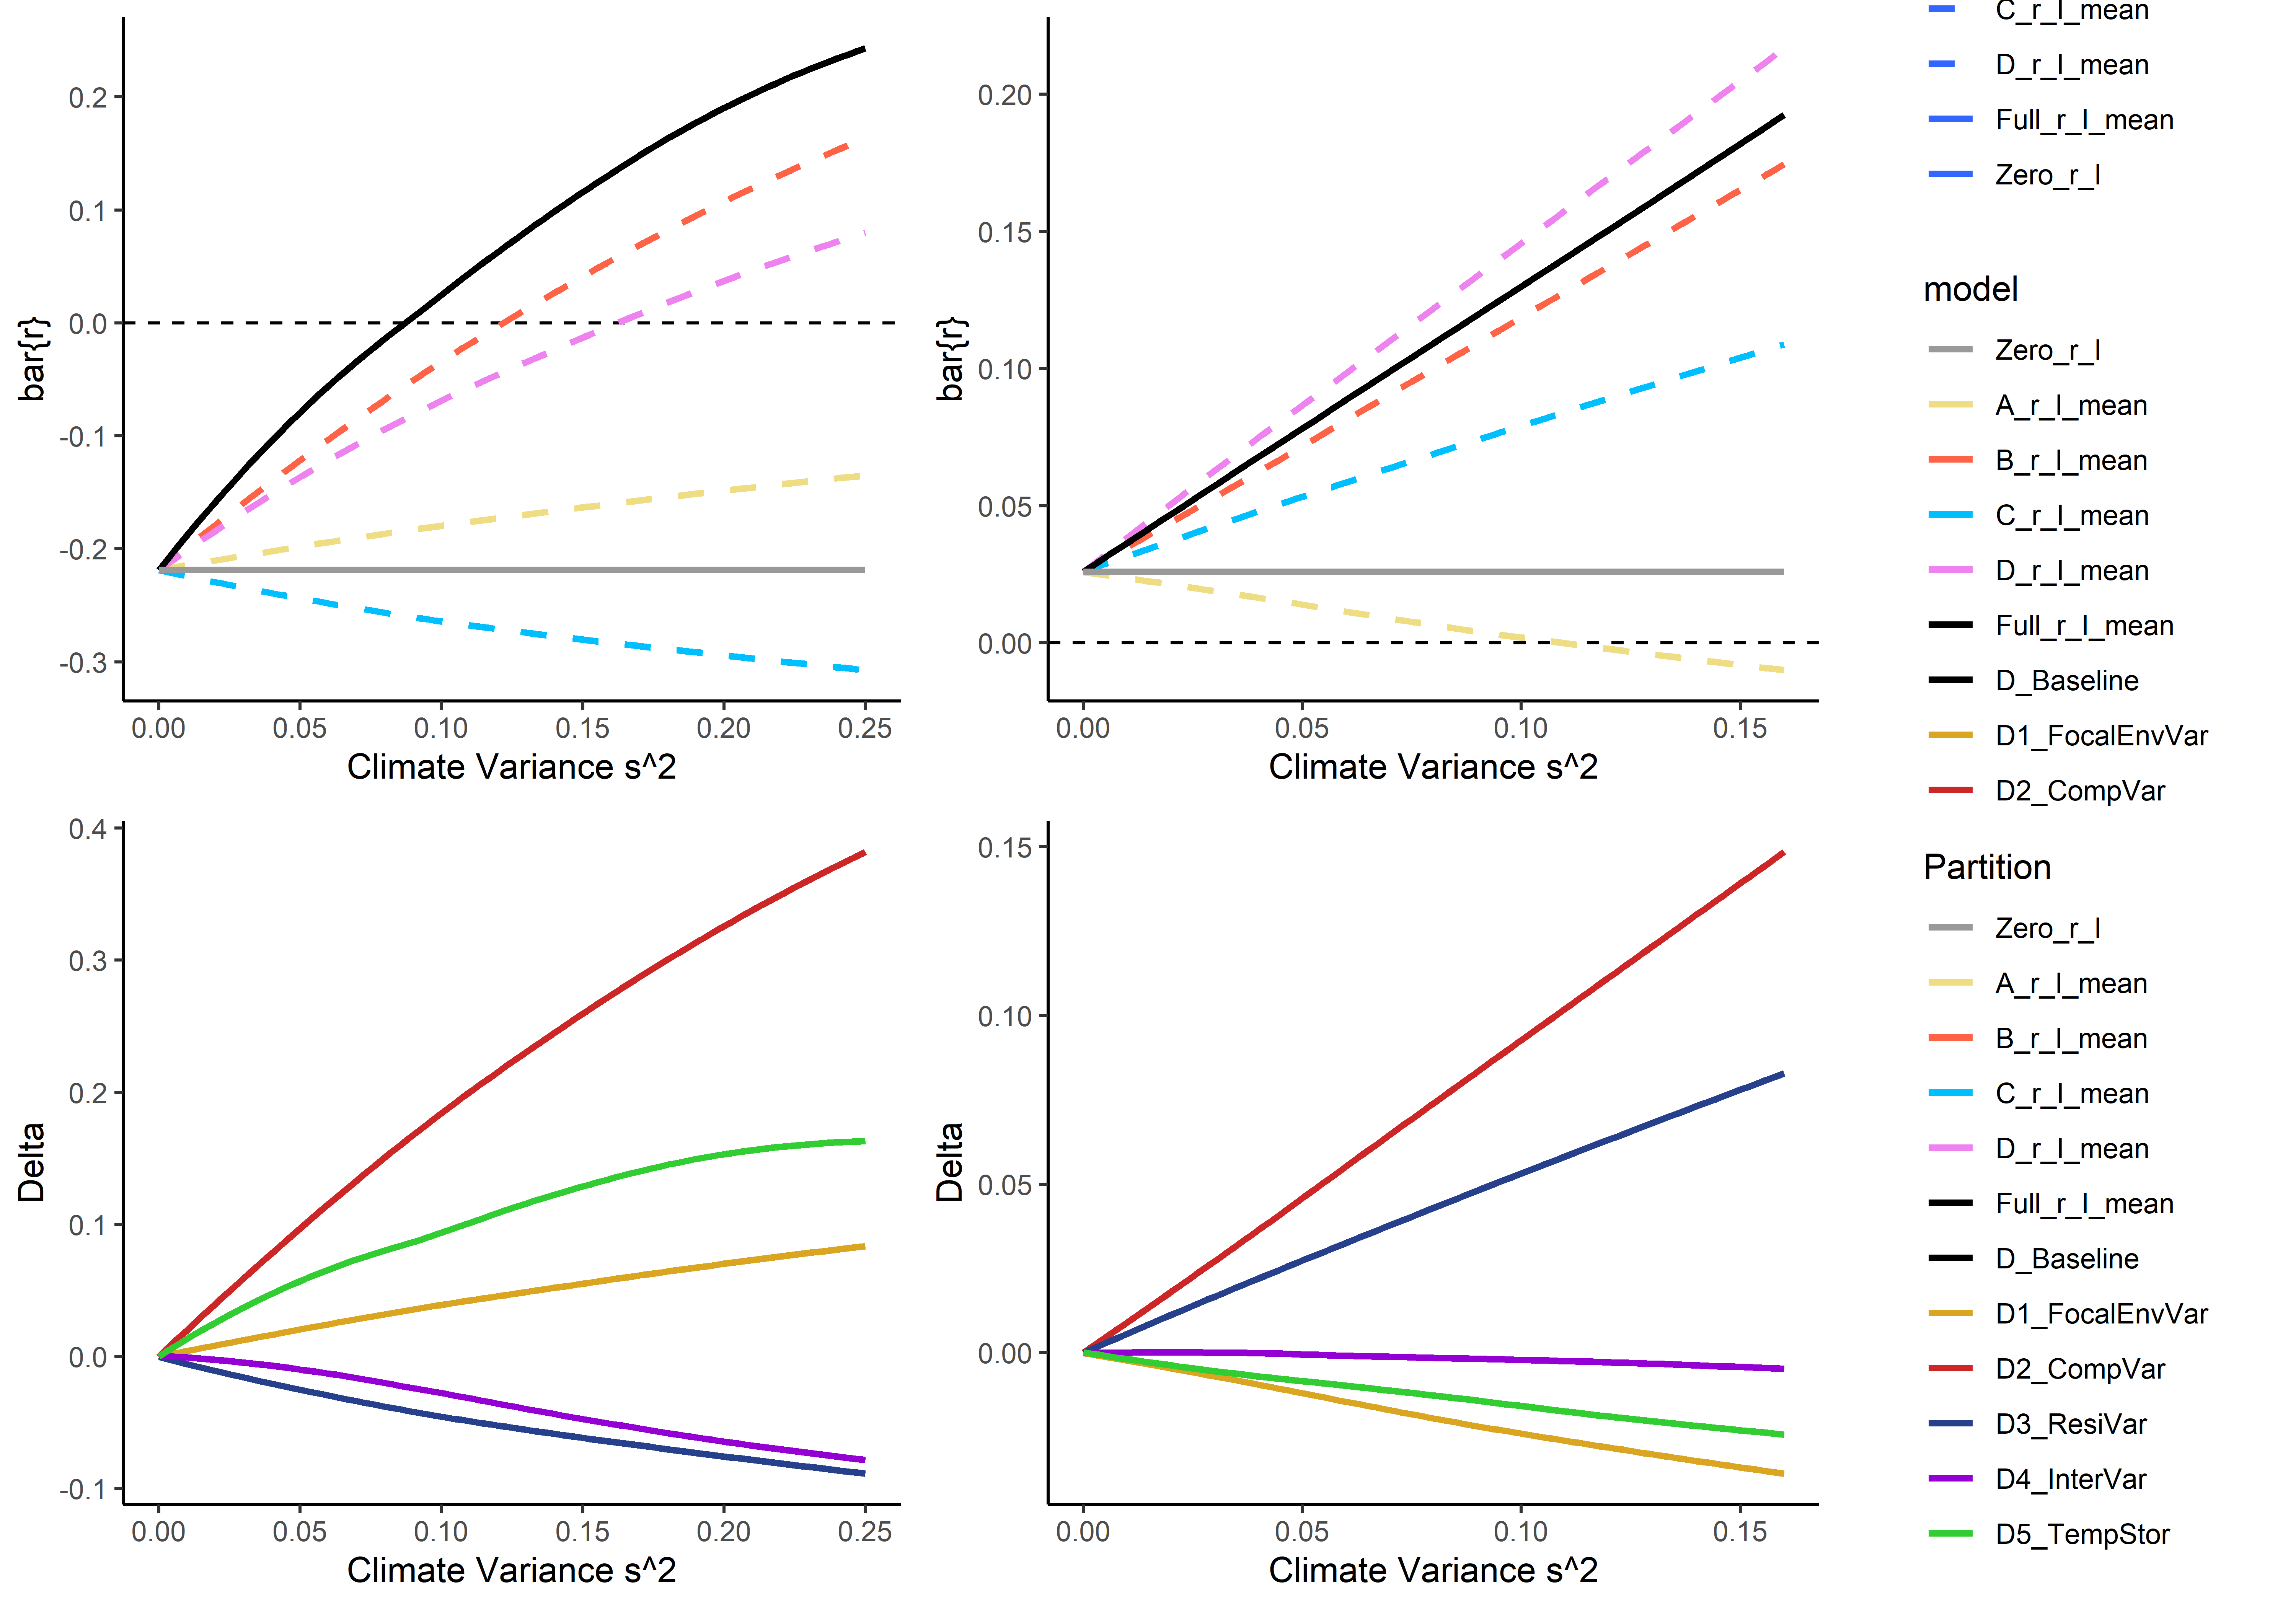 bar{r}
0.2
0.1
0.0
-0.1
-0.2
-0.3
0.00 0.05 0.10 0.15 0.20 0.25
Climate Variance s^2
bar{r}
0.20
0.15
0.10
0.05
0.00
0.00 0.05 0.10 0.15
Climate Variance s^2
Delta
0.4
0.3
0.2
0.1
0.0
-0.1
0.00 0.05 0.10 0.15 0.20 0.25
Climate Variance s^2
Delta
0.15
0.10
0.05
0.00
0.00 0.05 0.10 0.15
Climate Variance s^2
C_r_I_mean
D_r_I_mean
Full_r_I_mean
Zero_r_I
model
Zero_r_I
A_r_I_mean
B_r_I_mean
C_r_I_mean
D_r_I_mean
Full_r_I_mean
D_Baseline
D1_FocalEnvVar
D2_CompVar
Partition
Zero_r_I
A_r_I_mean
B_r_I_mean
C_r_I_mean
D_r_I_mean
Full_r_I_mean
D_Baseline
D1_FocalEnvVar
D2_CompVar
D3_ResiVar
D4_InterVar
D5_TempStor